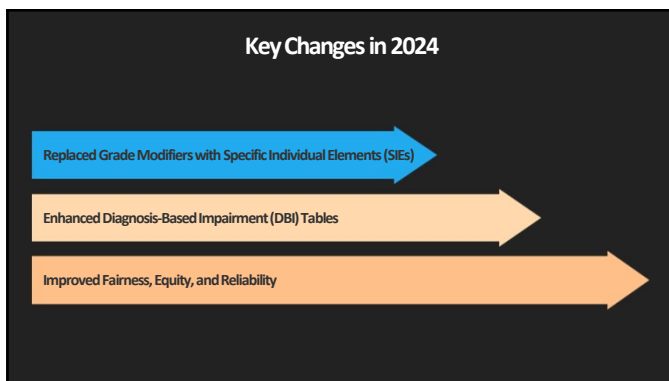 Key Changes in 2024
Replaced Grade Modifiers with Specific Individual Elements (SIEs)
Enhanced Diagnosis-Based Impairment (DBI) Tables
Improved Fairness, Equity, and Reliability